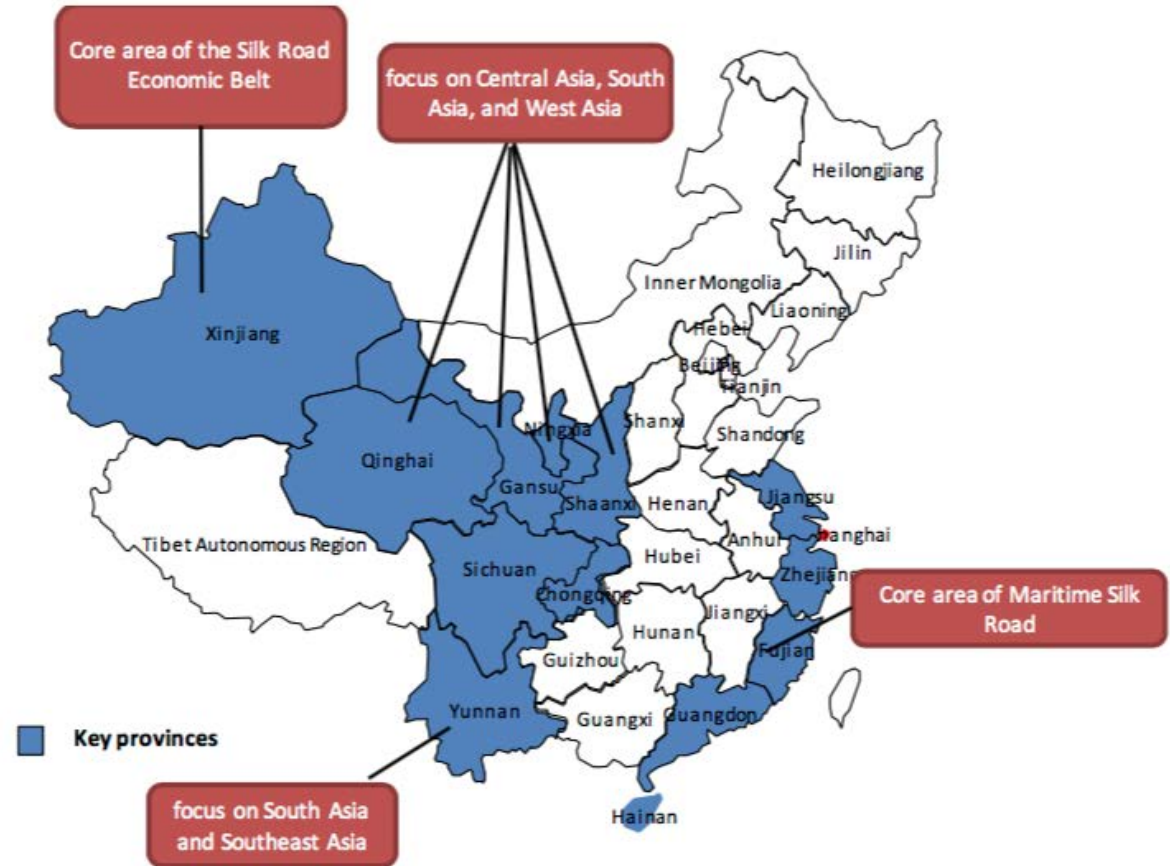 Core area of the Silk Road
Economic Belt
focus on Central Asia, South
Asia, and West Asia
Heilongjiang
Jilin
Inner Mongolia
Liaoning
Hebei
Xinjiang
Beijing
Tianjin
Shanxi
Ningxia
Shandong
Qinghai
Gansu
Shaanxi
Henan
Jiangsu
anghai
Anhui
Tibet Autonomous Region
Hubei
Sichuan
Zhejiang
Chongqing
Core area of Maritime Silk
Road
Jiangxi
Hunan
Fujian
Guizhou
Yunnan
Guangxi
Guangdon
Key provinces
focus on South Asia
and Southeast Asia
Hainan